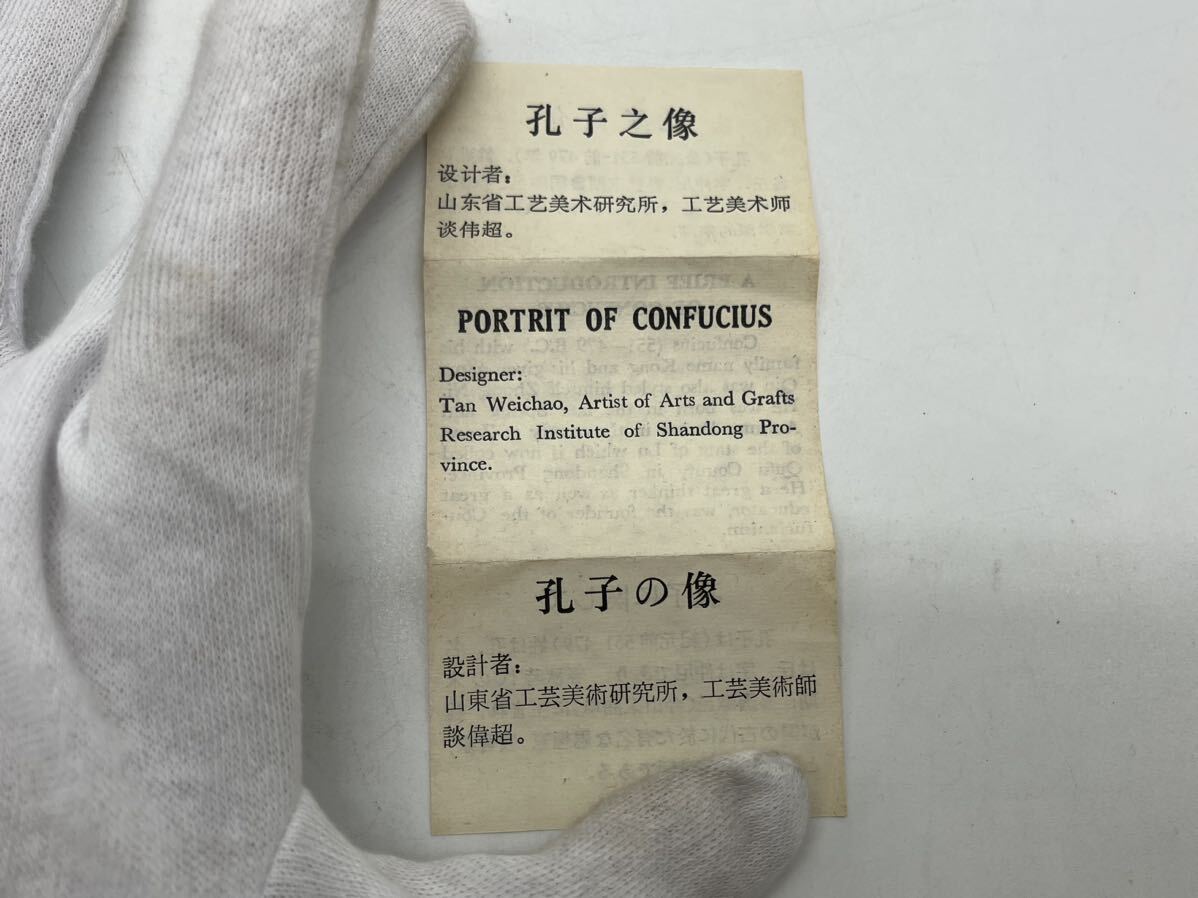 孔子之像
设计者：
山东省工艺美术研究所，工艺美术师
谈伟超。
PORTRIT OF CONFUCIUS
Designer:
Tan Weichao, Artist of Arts and Grafts
Research Institute of Shandong Pro-
vince.
孔子の像
設計者：
山東省工芸美術研究所，工芸美術師
談偉超。